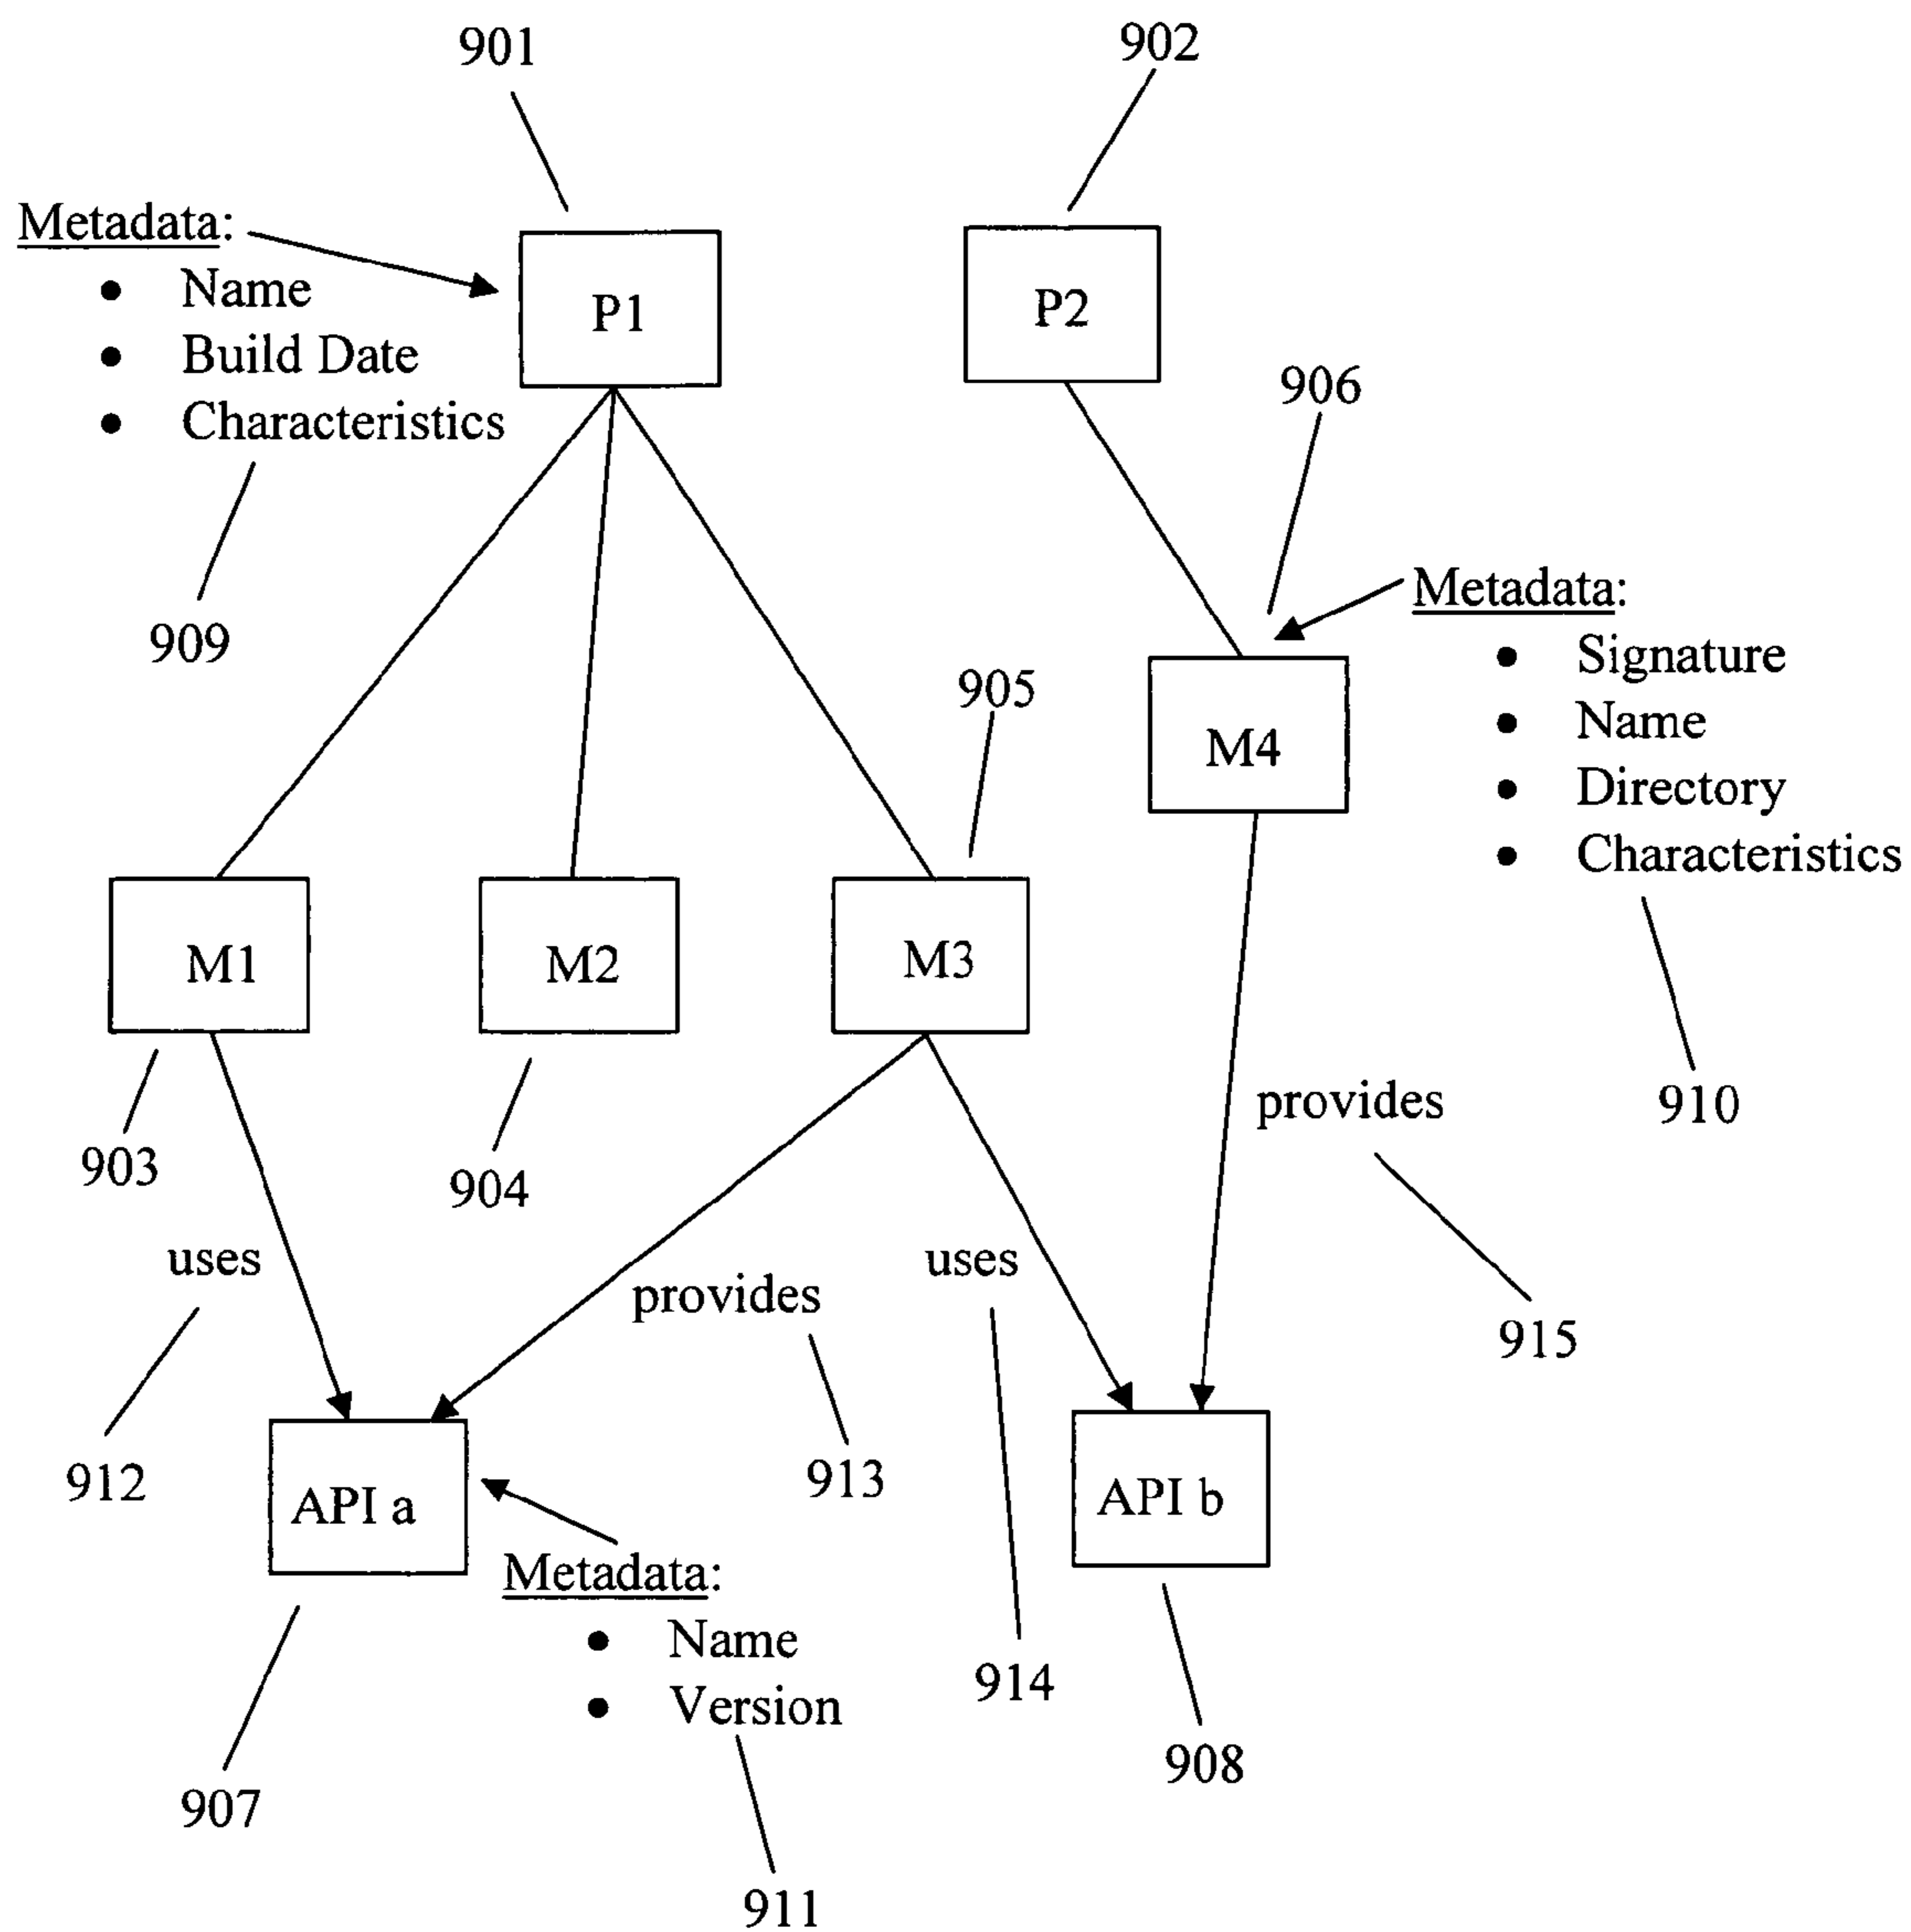 901
902
Metadata:
• Name
• Build Date
• Characteristics
P1
P2
906
909
Metadata:
• Signature
• Name
• Directory
• Characteristics
905
M4
M1
M2
M3
903
904
provides
910
uses
provides
uses
915
912
913
API a
API b
Metadata:
• Name
• Version
914
908
907
911